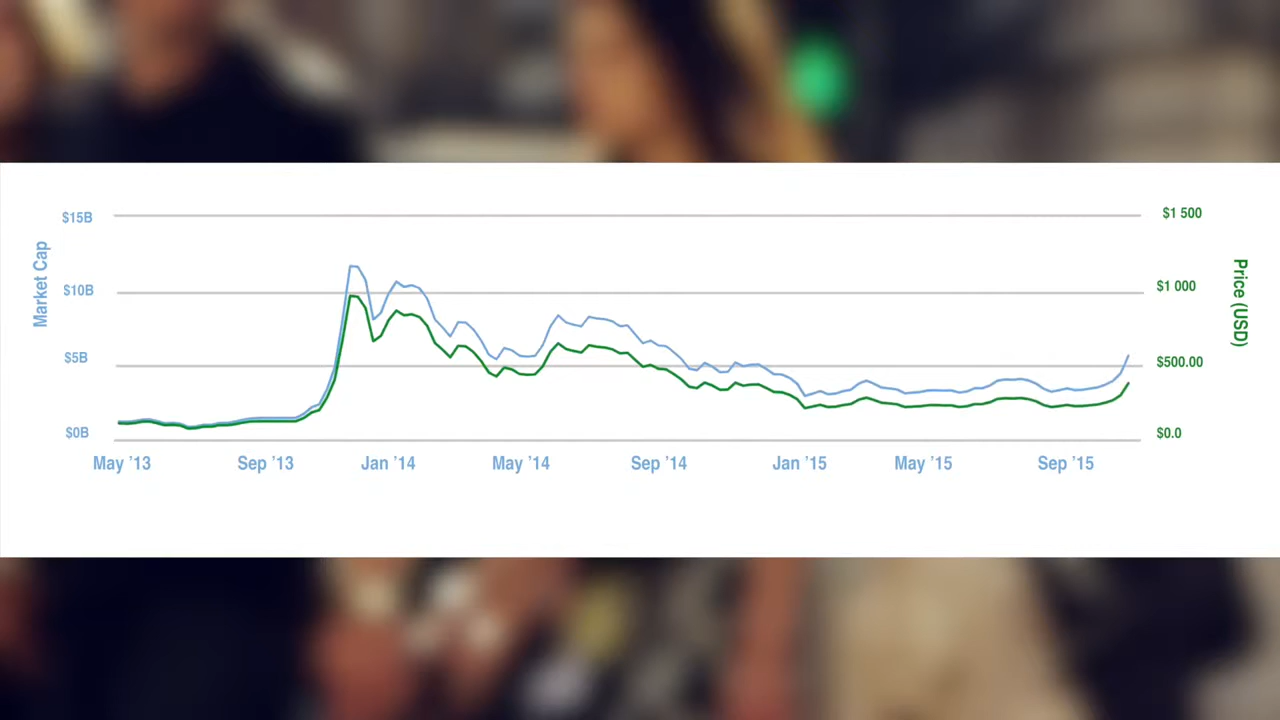 Market Cap
$15B
$10B
$5B
$0B
$1 500
$1 000
$500.00
$0.0
Price (USD)
May ’13
Sep ’13
Jan ’14
May ’14
Sep ’14
Jan ’15
May ’15
Sep ’15